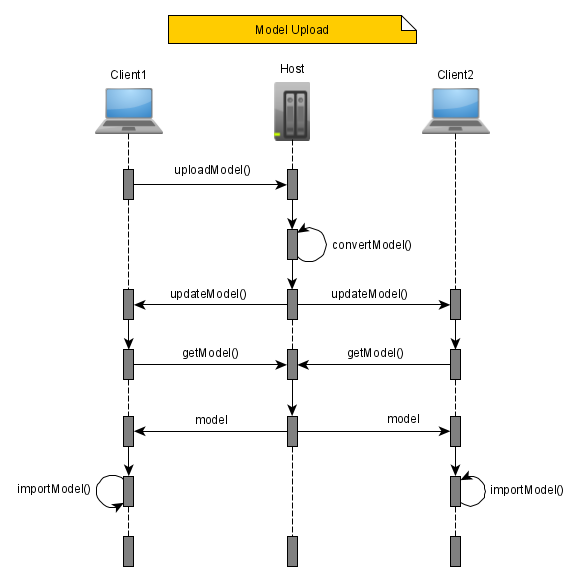 Model Upload
Client1
Host
Client2
uploadModel()
convertModel()
updateModel()
updateModel()
getModel()
getModel()
model
model
importModel()
importModel()